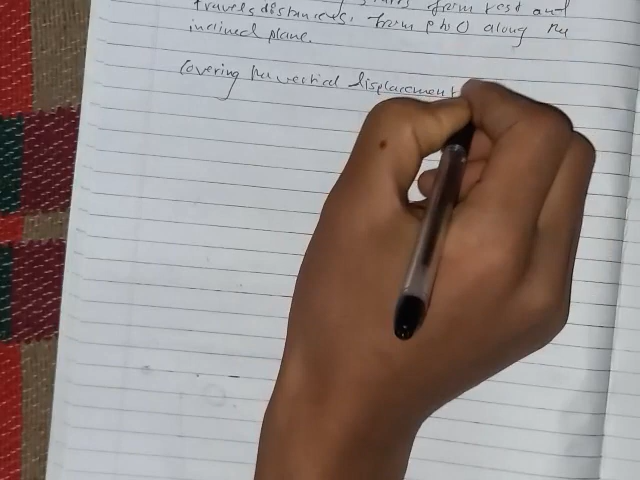 travels distance s, from P to O along the
inclined plane.
Covering the vertical displacement